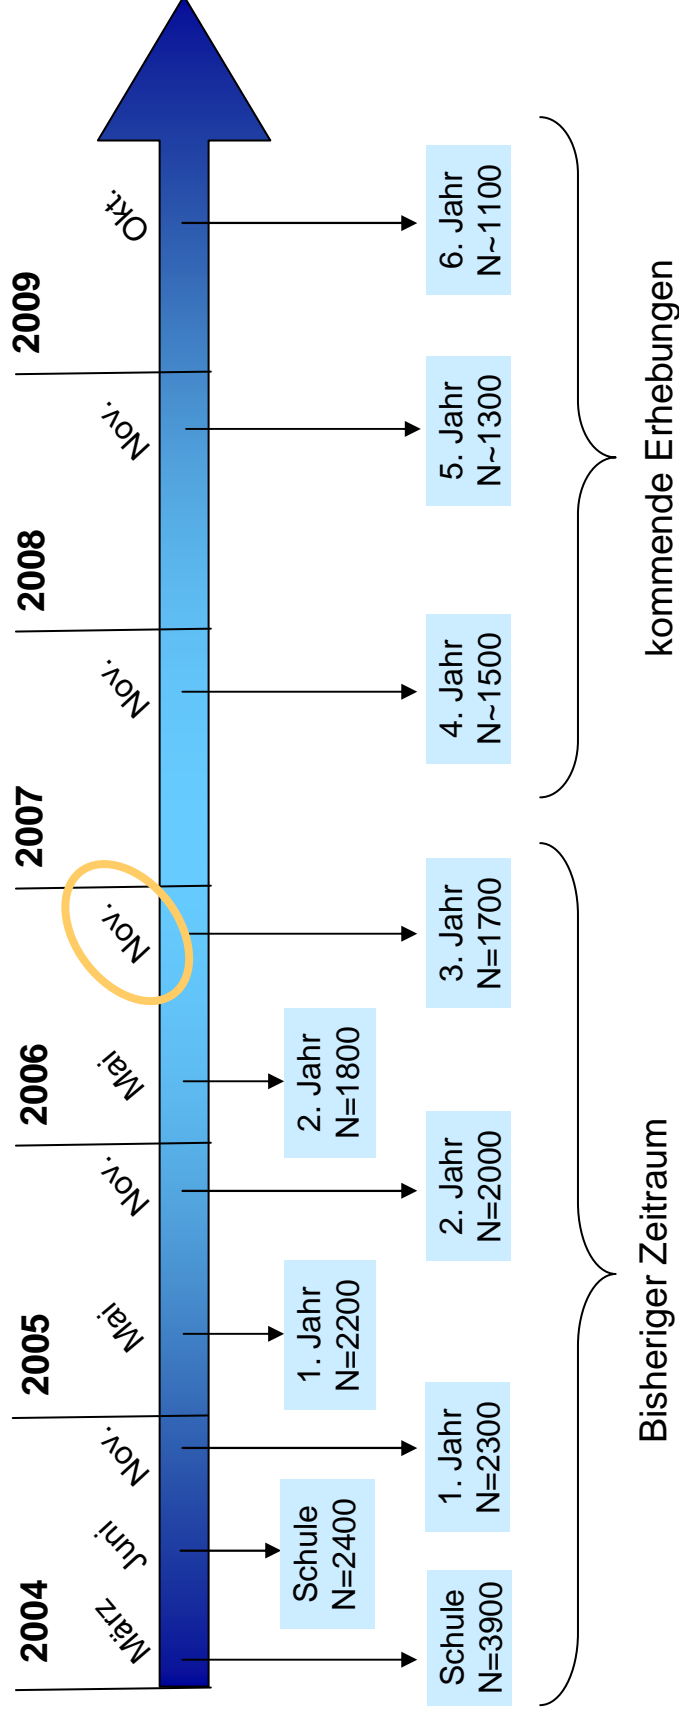 2004
2005
2006
2007
2008
2009
März
Juni
Nov.
Mai
Nov.
Mai
Nov.
Nov.
Nov.
Okt.
Schule
N=2400
1. Jahr
N=2200
2. Jahr
N=1800
Schule
N=3900
1. Jahr
N=2300
2. Jahr
N=2000
3. Jahr
N=1700
4. Jahr
N~1500
5. Jahr
N~1300
6. Jahr
N~1100
Bisheriger Zeitraum
kommende Erhebungen